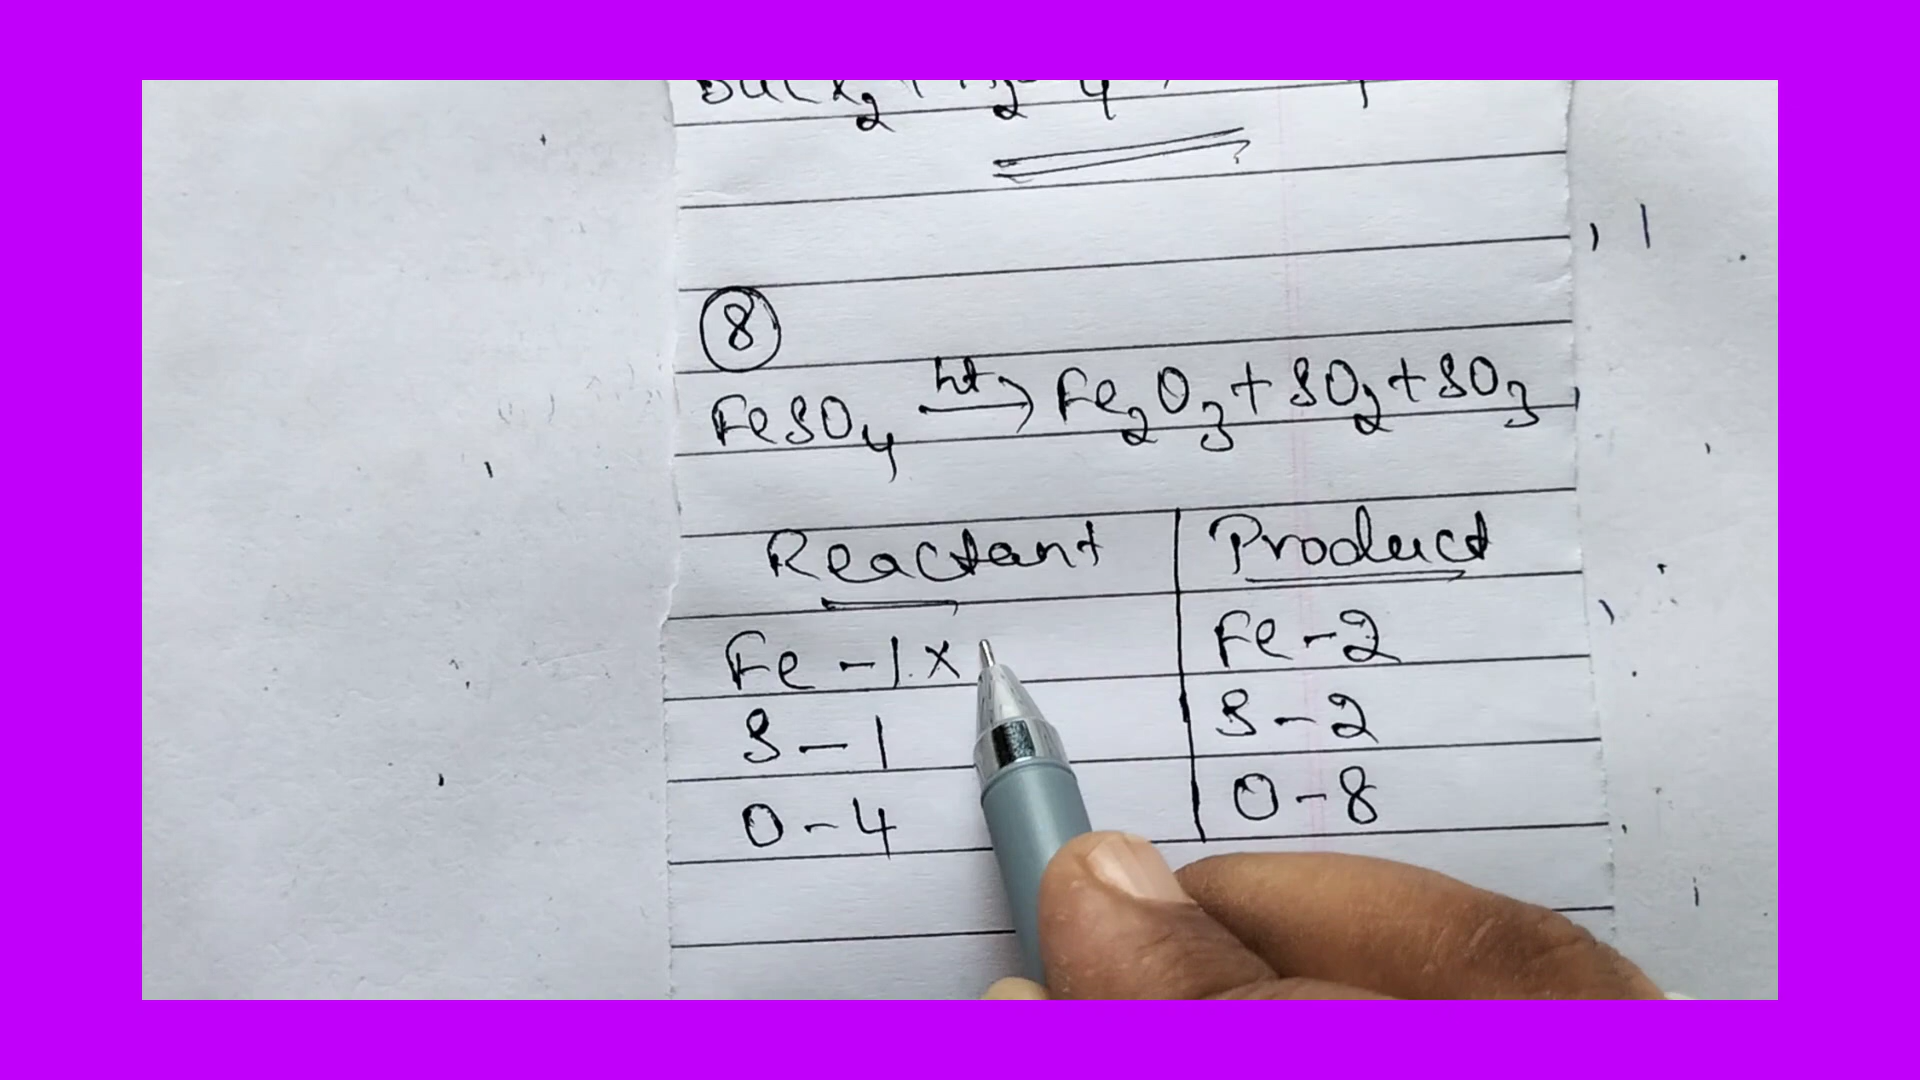 8
FeSO₄ ht→ Fe₂O₃ + SO₂ + SO₃
Reactant Product
Fe - 1 x Fe - 2
S - 1 S - 2
O - 4 O - 8